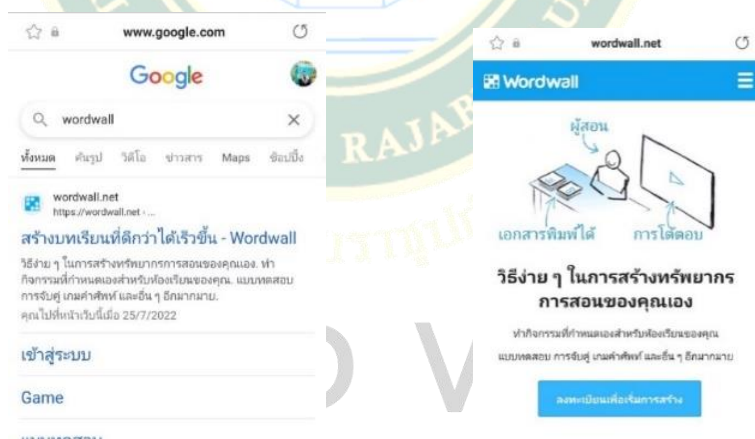 www.google.com
Google
wordwall
ทั้งหมด ค้นรูป วิดีโอ ข่าวสาร Maps ช้อปปิ้ง
wordwall.net
https://wordwall.net › ...
สร้างบทเรียนที่ดีกว่าได้เร็วขึ้น - Wordwall
วิธีง่าย ๆ ในการสร้างทรัพยากรการสอนของคุณเอง. ทำ
กิจกรรมที่กำหนดเองสำหรับห้องเรียนของคุณ. แบบทดสอบ
การจับคู่ เกมคำศัพท์ และอื่น ๆ อีกมากมาย.
คุณไปที่หน้าเว็บนี้เมื่อ 25/7/2022
เข้าสู่ระบบ
Game
แบบทดสอบ
RAJAB
wordwall.net
Wordwall
ผู้สอน
เอกสารพิมพ์ได้ การโต้ตอบ
วิธีง่าย ๆ ในการสร้างทรัพยากร
การสอนของคุณเอง
ทำกิจกรรมที่กำหนดเองสำหรับห้องเรียนของคุณ
แบบทดสอบ การจับคู่ เกมคำศัพท์ และอื่น ๆ อีกมากมาย
ลงทะเบียนเพื่อเริ่มการสร้าง